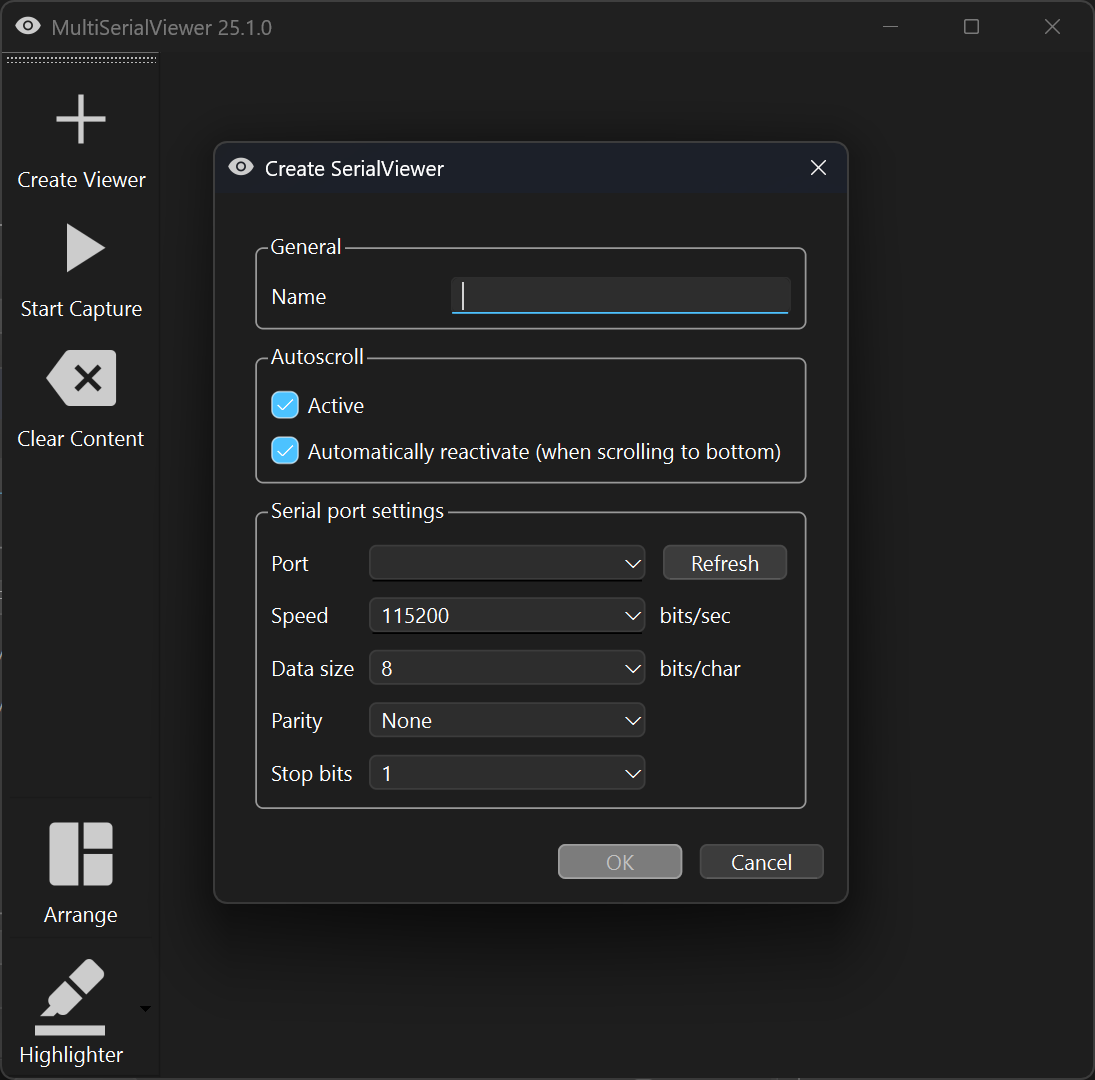 MultiSerialViewer 25.1.0
Create Viewer
Start Capture
Clear Content
Arrange
Highlighter
Create SerialViewer
General
Name
Autoscroll
Active
Automatically reactivate (when scrolling to bottom)
Serial port settings
Port Refresh
Speed 115200 bits/sec
Data size 8 bits/char
Parity None
Stop bits 1
OK Cancel